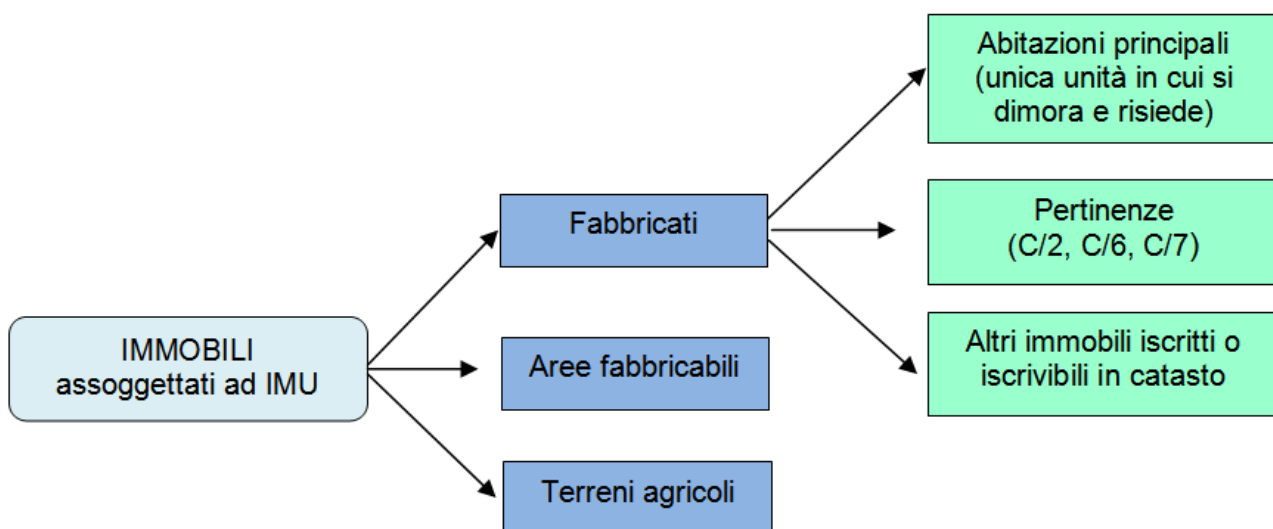 Abitazioni principali
(unica unità in cui si
dimora e risiede)
Fabbricati
Pertinenze
(C/2, C/6, C/7)
IMMOBILI
assoggettati ad IMU
Aree fabbricabili
Altri immobili iscritti o
iscrivibili in catasto
Terreni agricoli